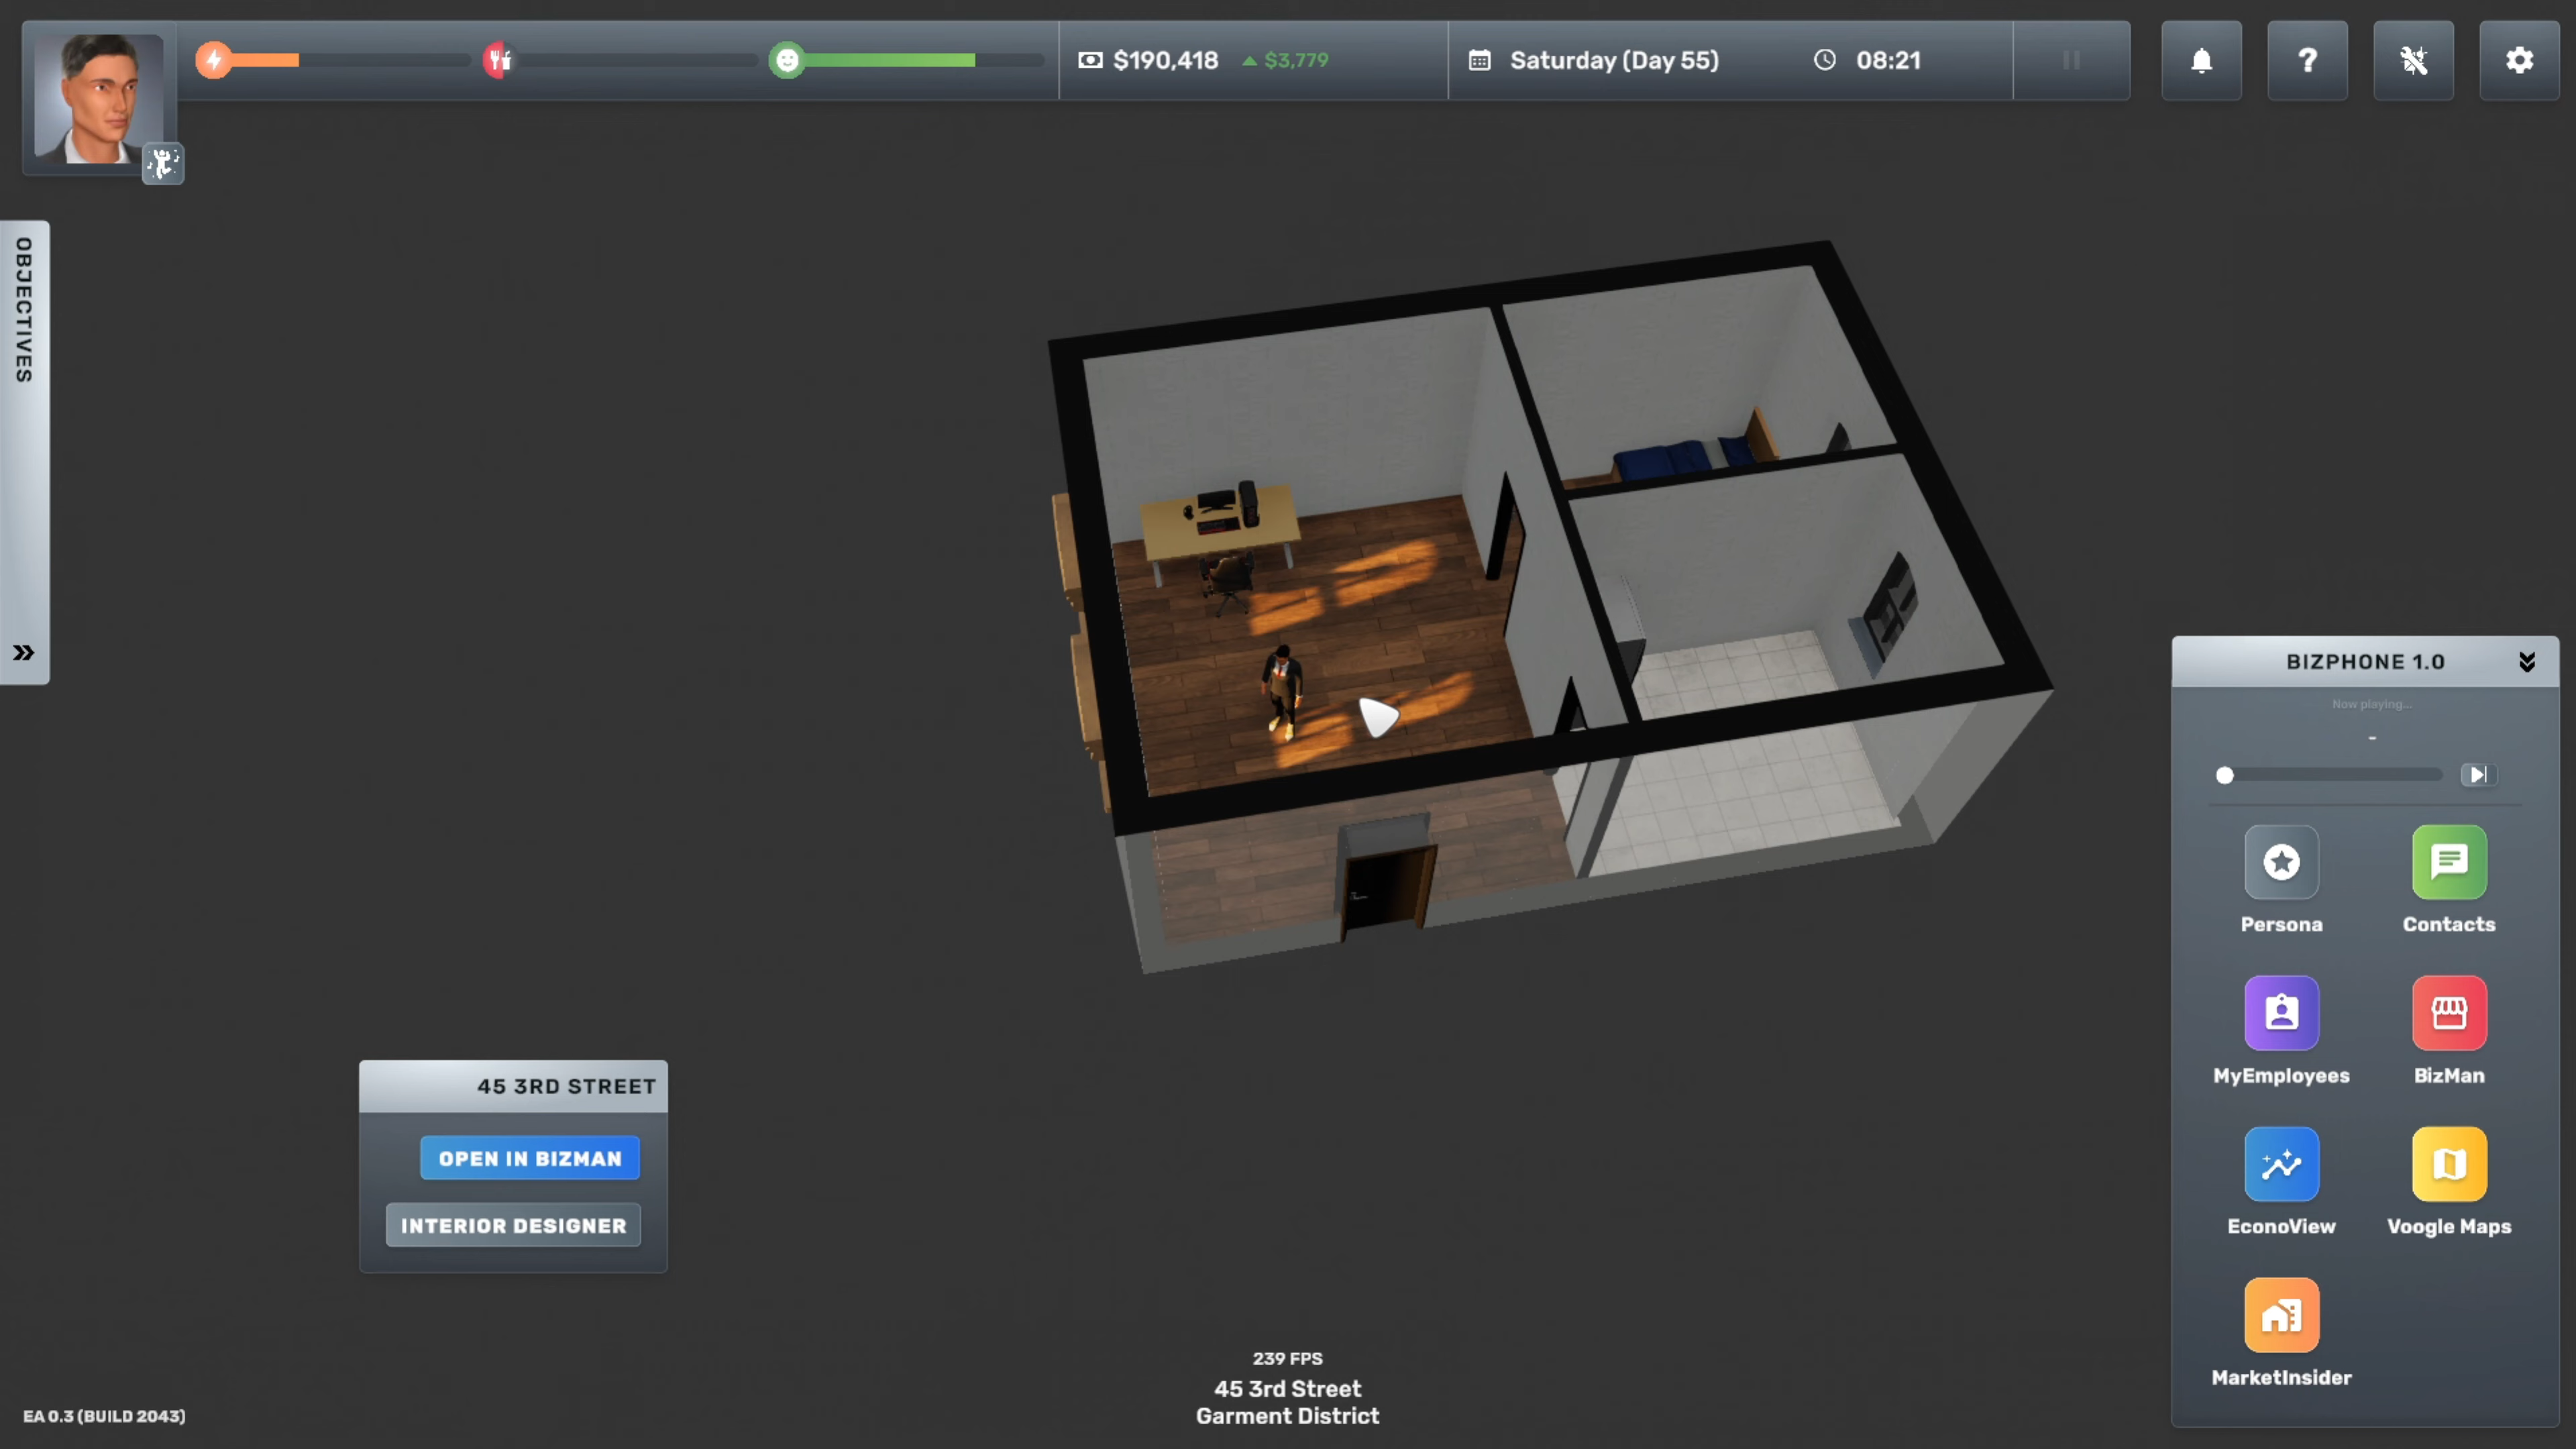 $190,418
$3,779
Saturday (Day 55)
08:21
?
OBJECTIVES
BIZPHONE 1.0
Now playing...
-
Persona
Contacts
MyEmployees
BizMan
EconoView
Voogle Maps
MarketInsider
45 3RD STREET
OPEN IN BIZMAN
INTERIOR DESIGNER
239 FPS
45 3rd Street
Garment District
EA 0.3 (BUILD 2043)